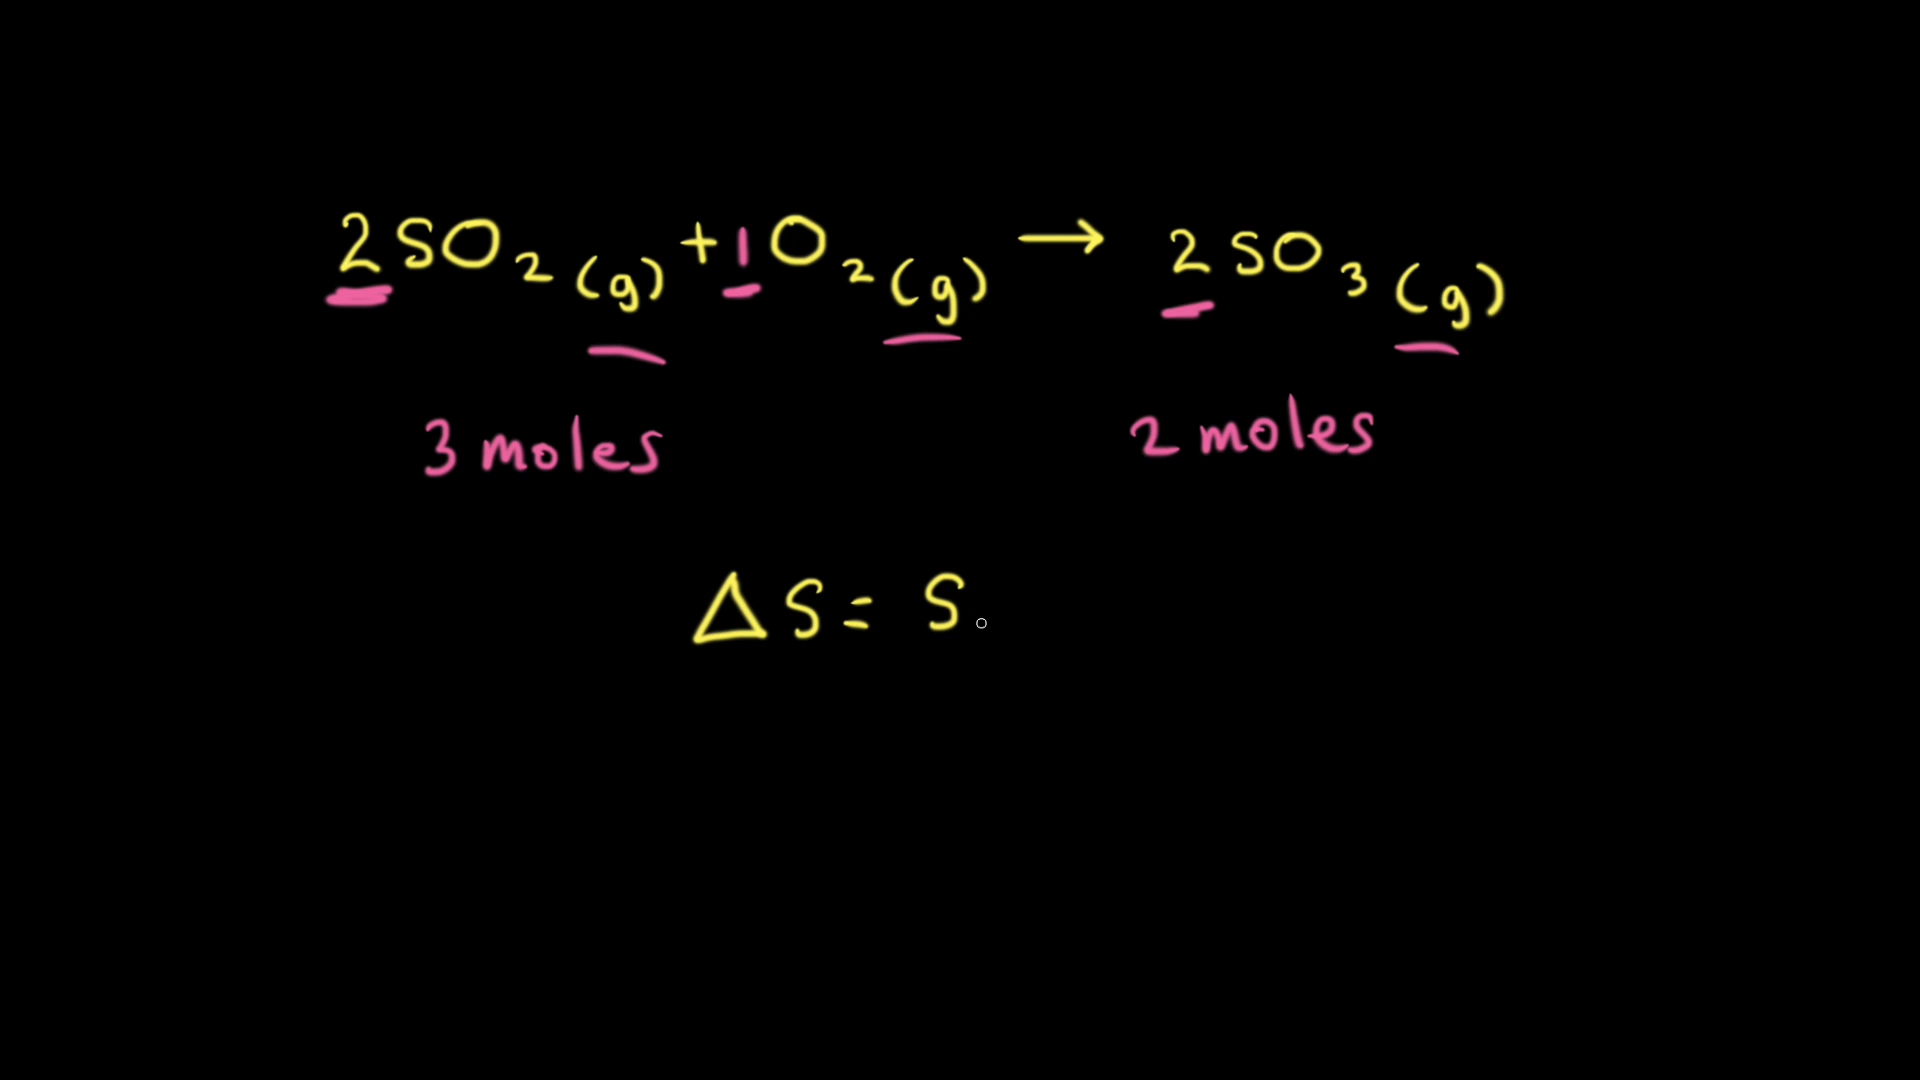 2SO₂(g) + 1O₂(g) → 2SO₃(g)
3 moles 2 moles
ΔS = S